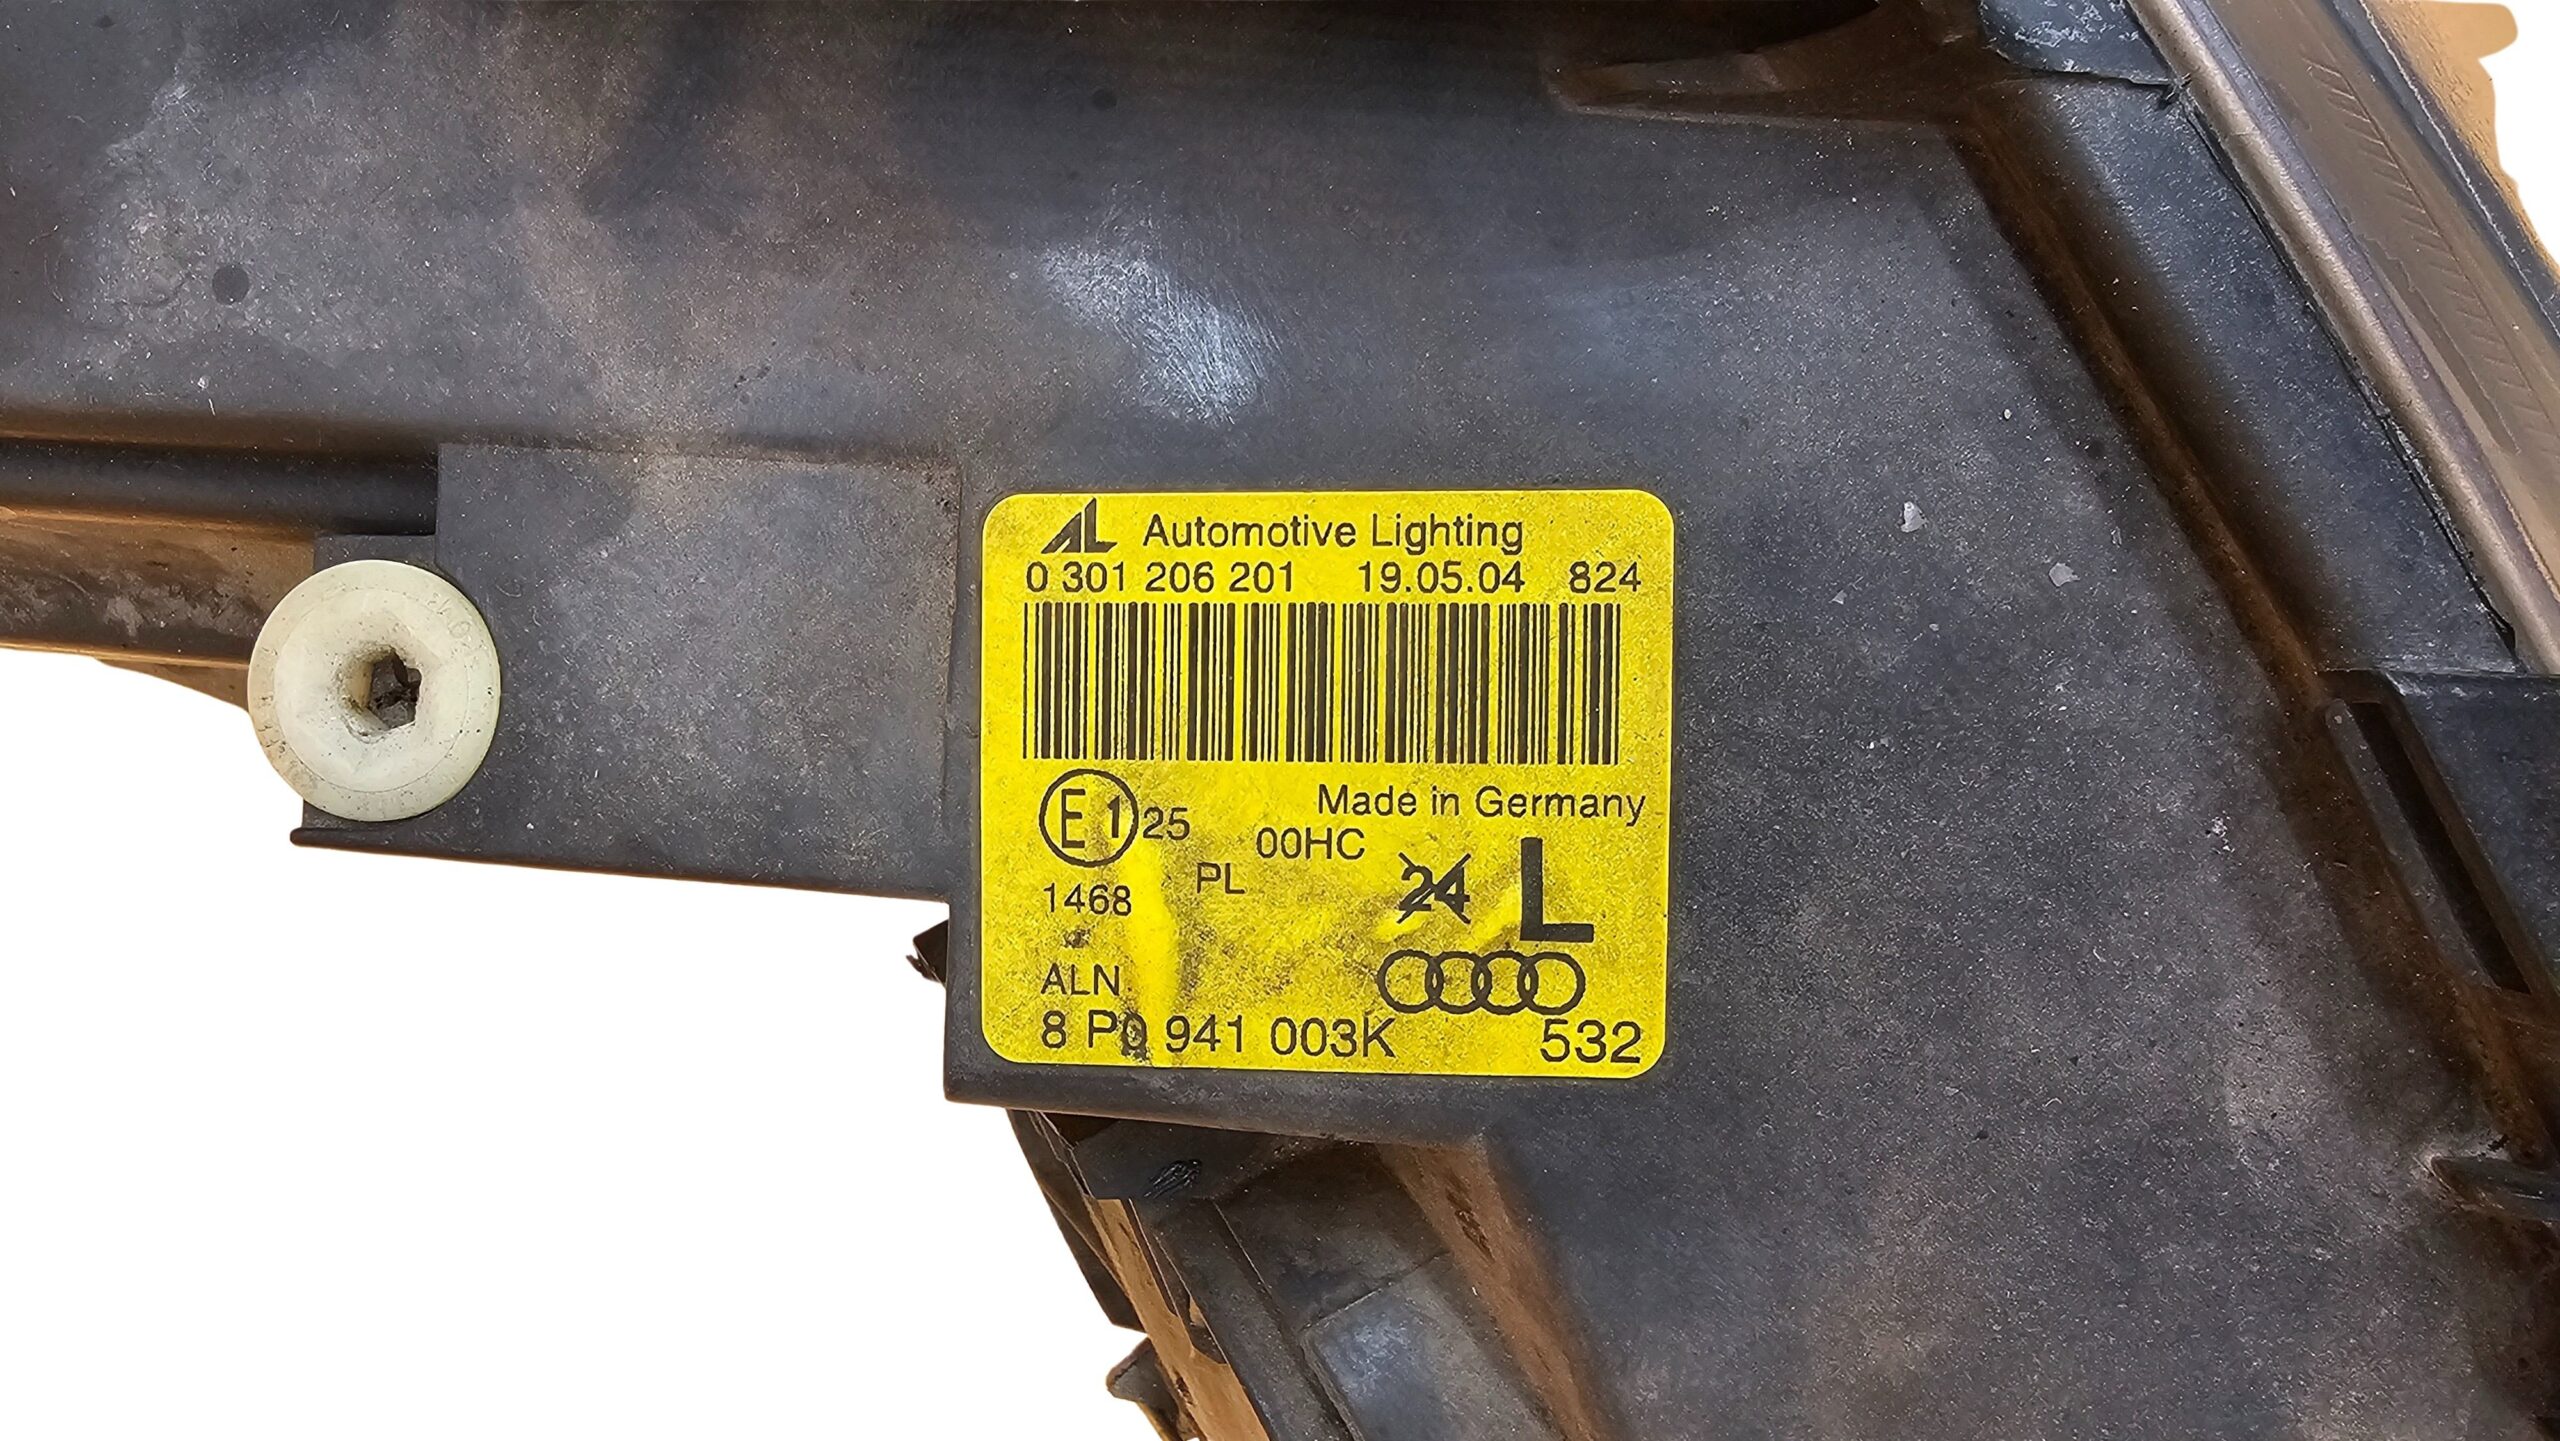 AL Automotive Lighting
0 301 206 201 19.05.04 824
Made in Germany
E1 25
00HC
PL
24 L
1468
ALN
8 P0 941 003K 532